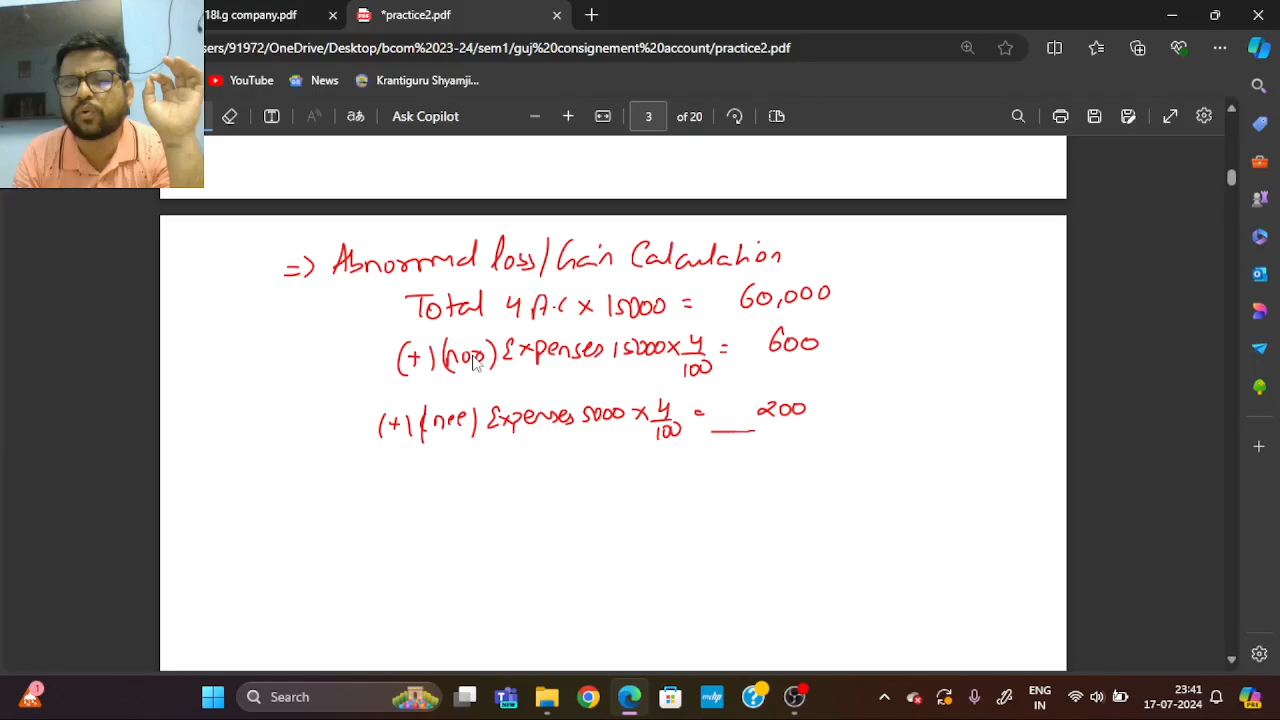 18I.g company.pdf
*practice2.pdf
sers/91972/OneDrive/Desktop/bcom%2023-24/sem1/guj%20consignement%20account/practice2.pdf
YouTube News Krantiguru Shyamji...
Ask Copilot 3 of 20
=> Abnormal loss/Gain Calculation
Total 4 A.C x 15000 = 60,000
(+) (non) Expenses 15000 x 4/100 = 600
(+) (nee) Expenses 5000 x 4/100 = 200
Search
ENG
IN
23:41
17-07-2024